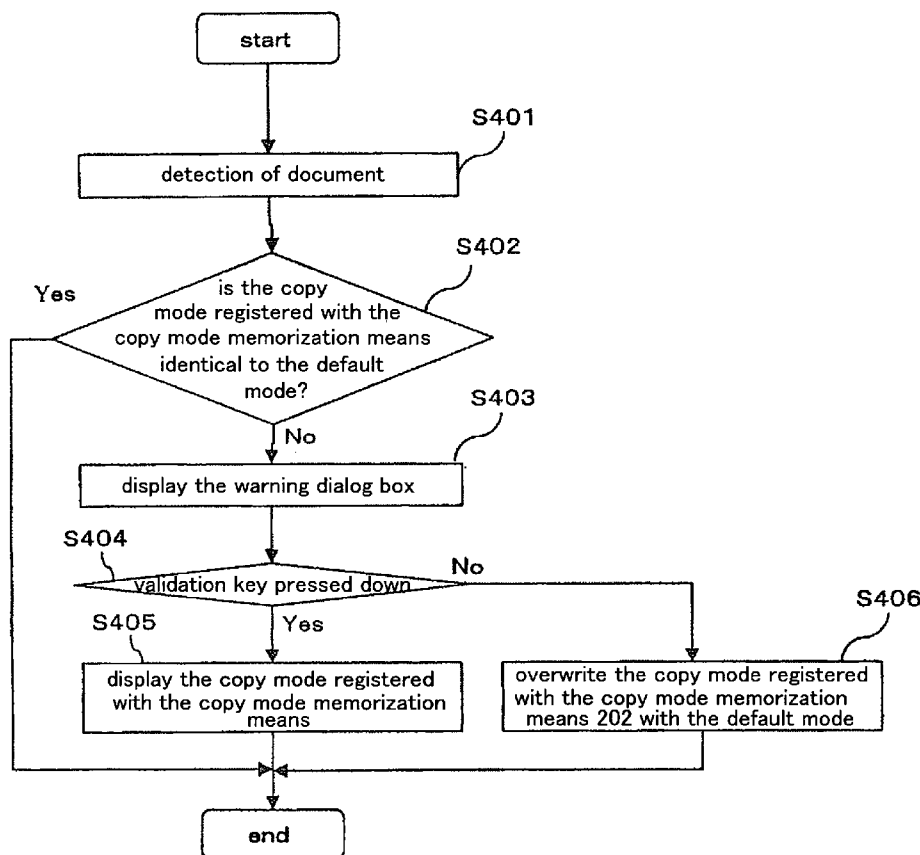 start
S401
detection of document
S402
Yes
is the copy
mode registered with the
copy mode memorization means
identical to the default
mode?
No
S403
display the warning dialog box
S404
validation key pressed down
No
Yes
S405
display the copy mode registered
with the copy mode memorization
means
S406
overwrite the copy mode registered
with the copy mode memorization
means 202 with the default mode
end